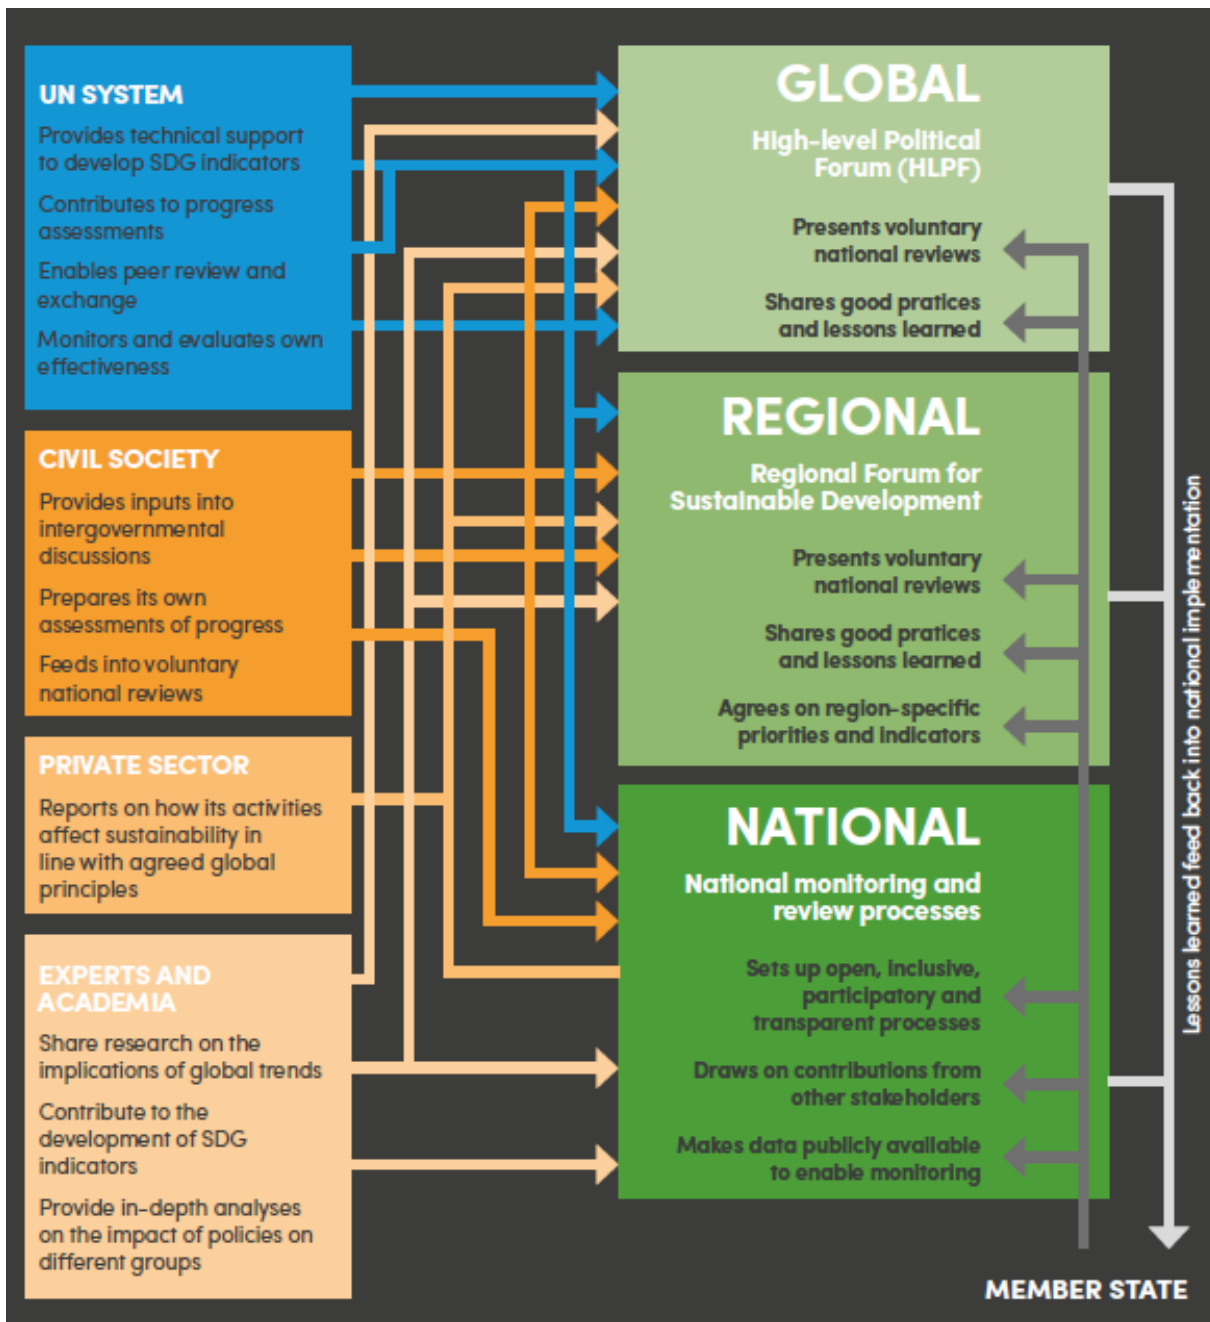 UN SYSTEM
Provides technical support
to develop SDG indicators
Contributes to progress
assessments
Enables peer review and
exchange
Monitors and evaluates own
effectiveness
CIVIL SOCIETY
Provides inputs into
intergovernmental
discussions
Prepares its own
assessments of progress
Feeds into voluntary
national reviews
PRIVATE SECTOR
Reports on how its activities
affect sustainability in
line with agreed global
principles
EXPERTS AND
ACADEMIA
Share research on the
implications of global trends
Contribute to the
development of SDG
indicators
Provide in-depth analyses
on the impact of policies on
different groups
GLOBAL
High-level Political
Forum (HLPF)
Presents voluntary
national reviews
Shares good pratices
and lessons learned
REGIONAL
Regional Forum for
Sustainable Development
Presents voluntary
national reviews
Shares good pratices
and lessons learned
Agrees on region-specific
priorities and indicators
NATIONAL
National monitoring and
review processes
Sets up open, inclusive,
participatory and
transparent processes
Draws on contributions from
other stakeholders
Makes data publicly available
to enable monitoring
Lessons learned feed back into national implementation
MEMBER STATE